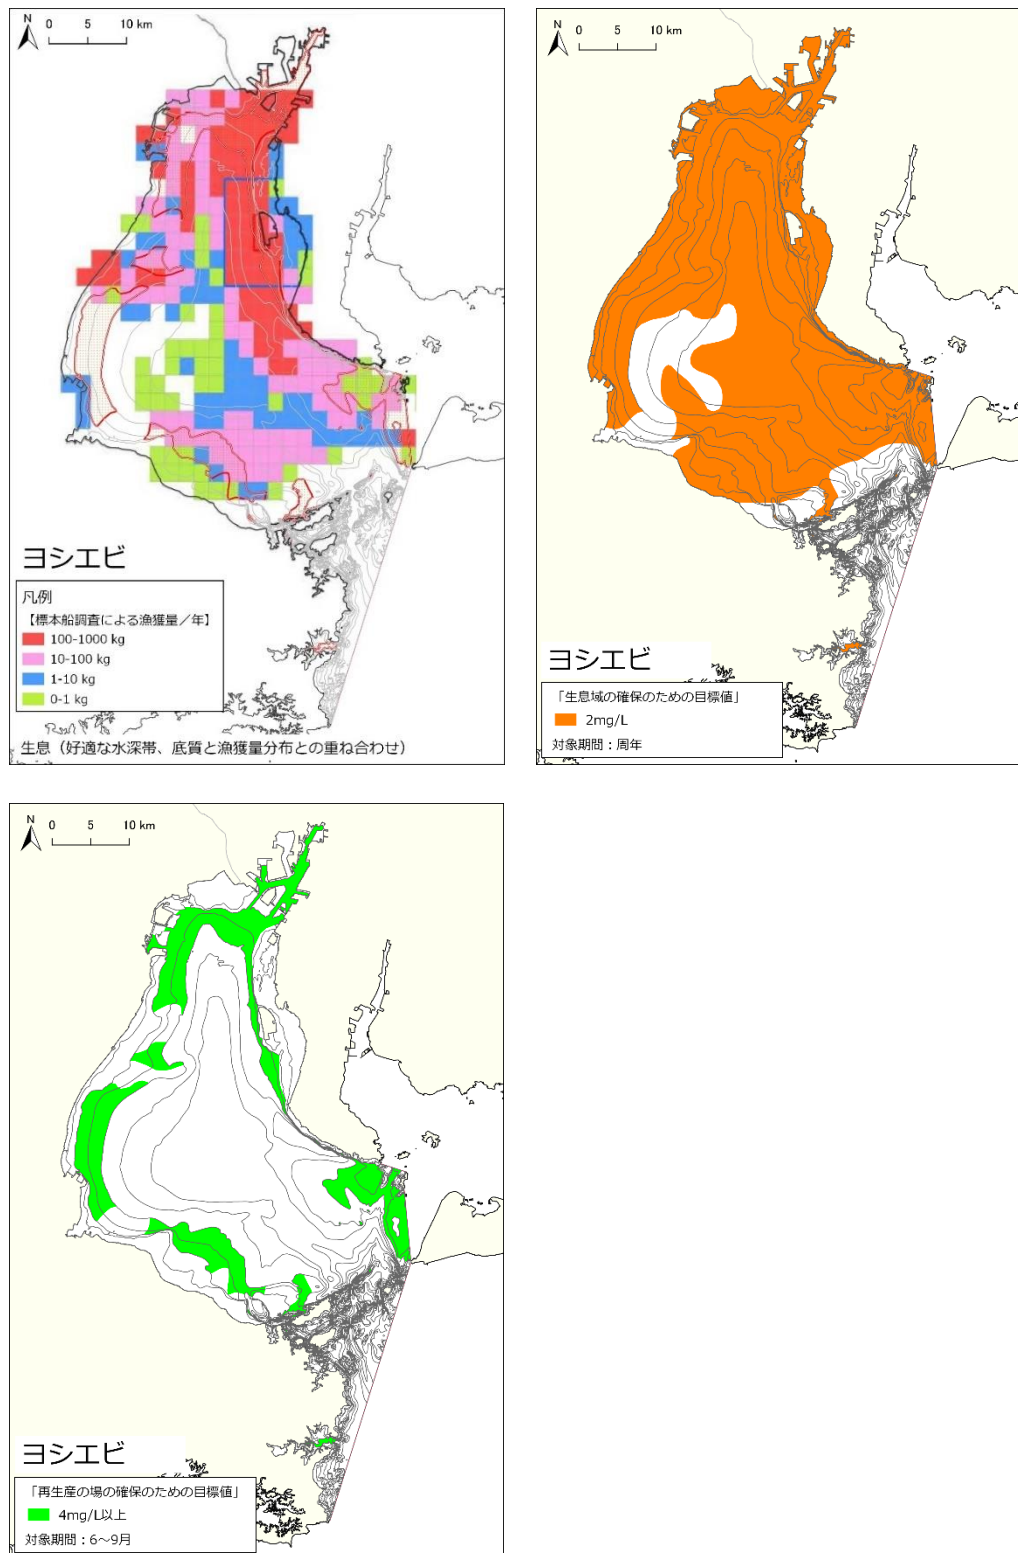 N
0 5 10 km
ヨシエビ
凡例
【標本船調査による漁獲量／年】
100-1000 kg
10-100 kg
1-10 kg
0-1 kg
生息（好適な水深帯、底質と漁獲量分布との重ね合わせ）
N
0 5 10 km
ヨシエビ
「生息域の確保のための目標値」
2mg/L
対象期間：周年
N
0 5 10 km
ヨシエビ
「再生産の場の確保のための目標値」
4mg/L以上
対象期間：6～9月